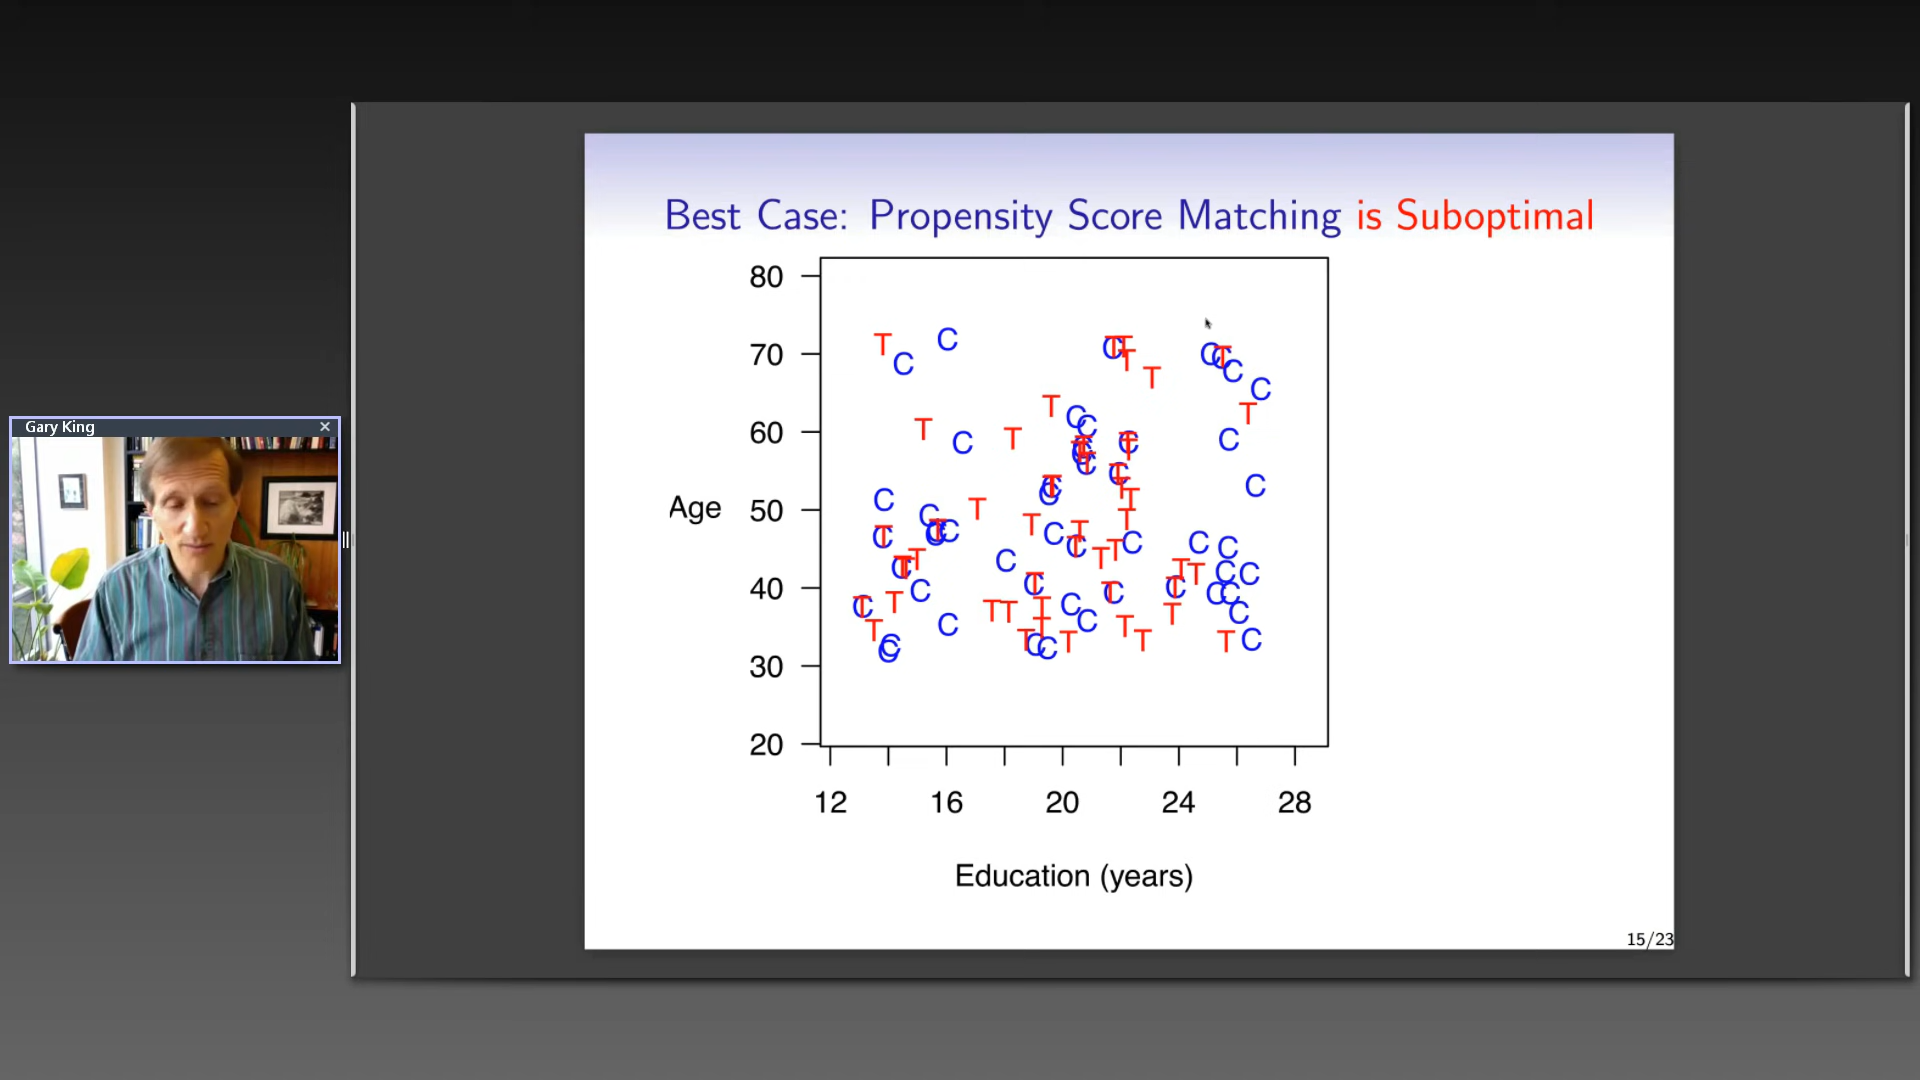 Gary King
Best Case: Propensity Score Matching is Suboptimal
80
70
60
Age 50
40
30
20
12 16 20 24 28
Education (years)
15/23